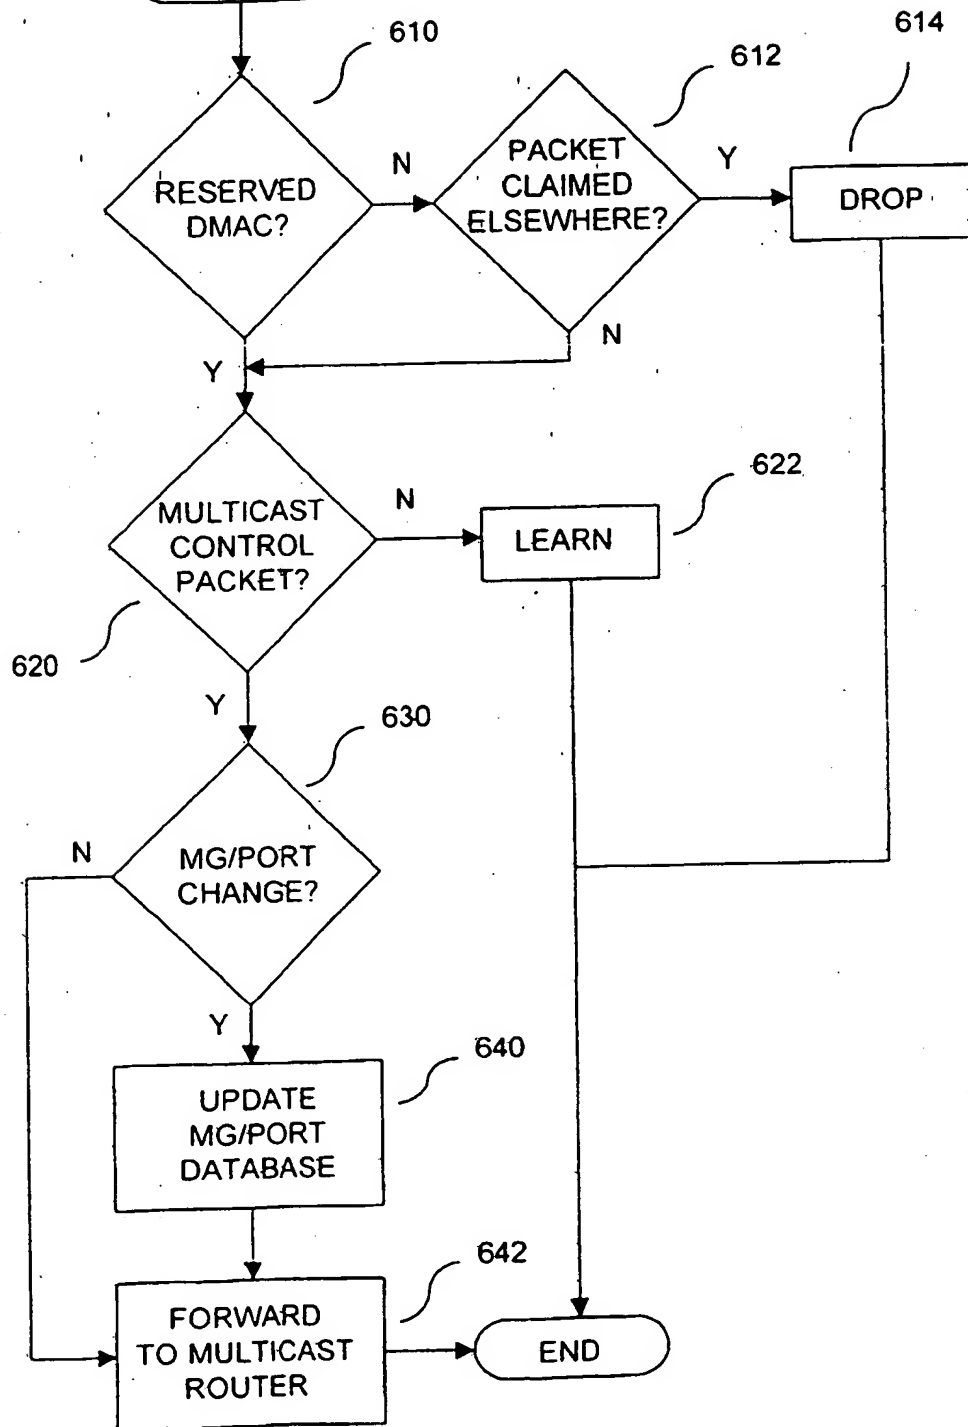 610
612
614
RESERVED
DMAC?
N
PACKET
CLAIMED
ELSEWHERE?
Y
DROP
N
Y
MULTICAST
CONTROL
PACKET?
N
LEARN
622
620
Y
630
N
MG/PORT
CHANGE?
Y
640
UPDATE
MG/PORT
DATABASE
642
FORWARD
TO MULTICAST
ROUTER
END